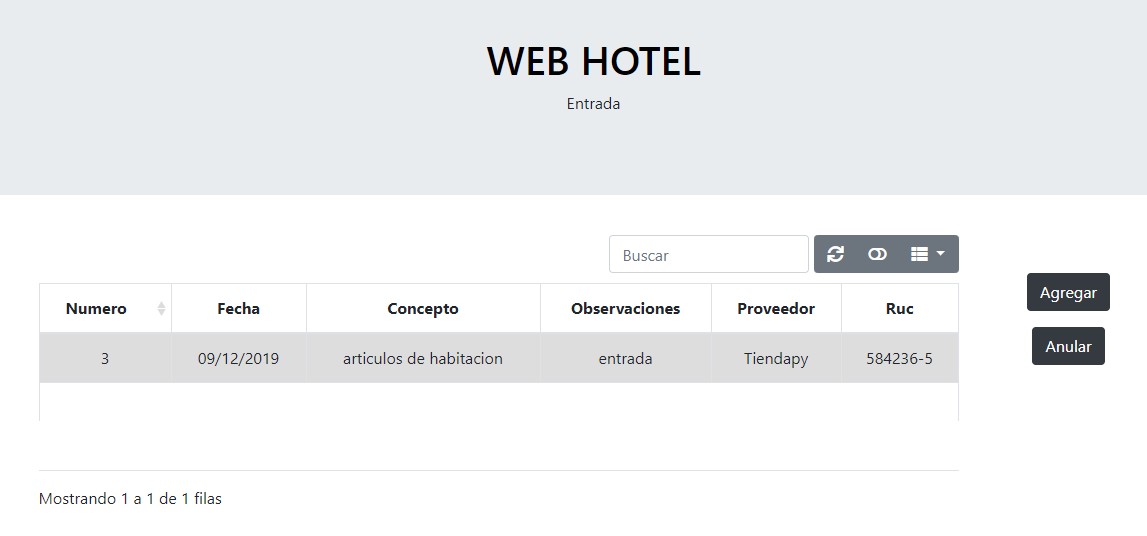 WEB HOTEL
Entrada
Buscar
Agregar
Numero Fecha Concepto Observaciones Proveedor Ruc
3 09/12/2019 articulos de habitacion entrada Tiendapy 584236-5
Anular
Mostrando 1 a 1 de 1 filas